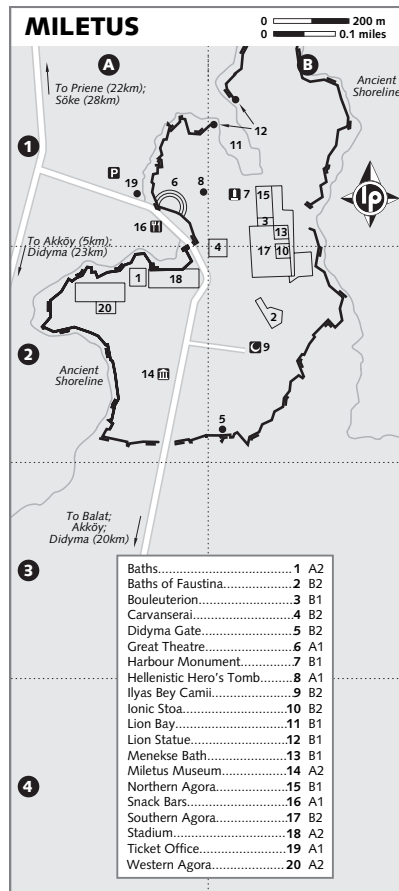 MILETUS
0 200 m
0 0.1 miles
A
B
To Priene (22km);
Söke (28km)
Ancient
Shoreline
12
11
1
P
19
6
8
7
15
16
3
13
lp
To Akköy (5km);
Didyma (23km)
4
17
10
1
18
20
2
2
9
Ancient
Shoreline
14
5
To Balat;
Akköy;
Didyma (20km)
3
Baths 1 A2
Baths of Faustina 2 B2
Bouleuterion 3 B1
Carvanserai 4 B2
Didyma Gate 5 B2
Great Theatre 6 A1
Harbour Monument 7 B1
Hellenistic Hero's Tomb 8 A1
Ilyas Bey Camii 9 B2
Ionic Stoa 10 B2
Lion Bay 11 B1
Lion Statue 12 B1
Menekse Bath 13 B1
Miletus Museum 14 A2
Northern Agora 15 B1
Snack Bars 16 A1
Southern Agora 17 B2
Stadium 18 A2
Ticket Office 19 A1
Western Agora 20 A2
4